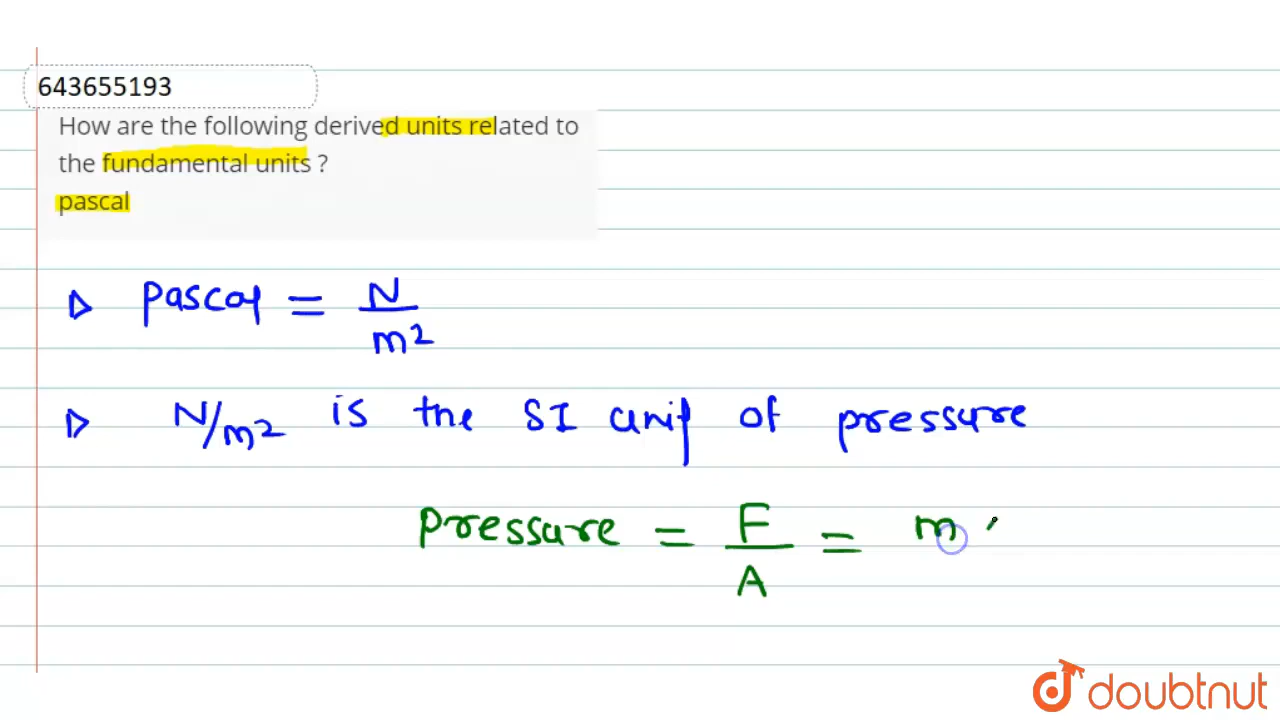 643655193
How are the following derived units related to
the fundamental units ?
pascal
▷ Pascal = N/m²
▷ N/m² is the SI unit of pressure
Pressure = F/A = m
doubtnut